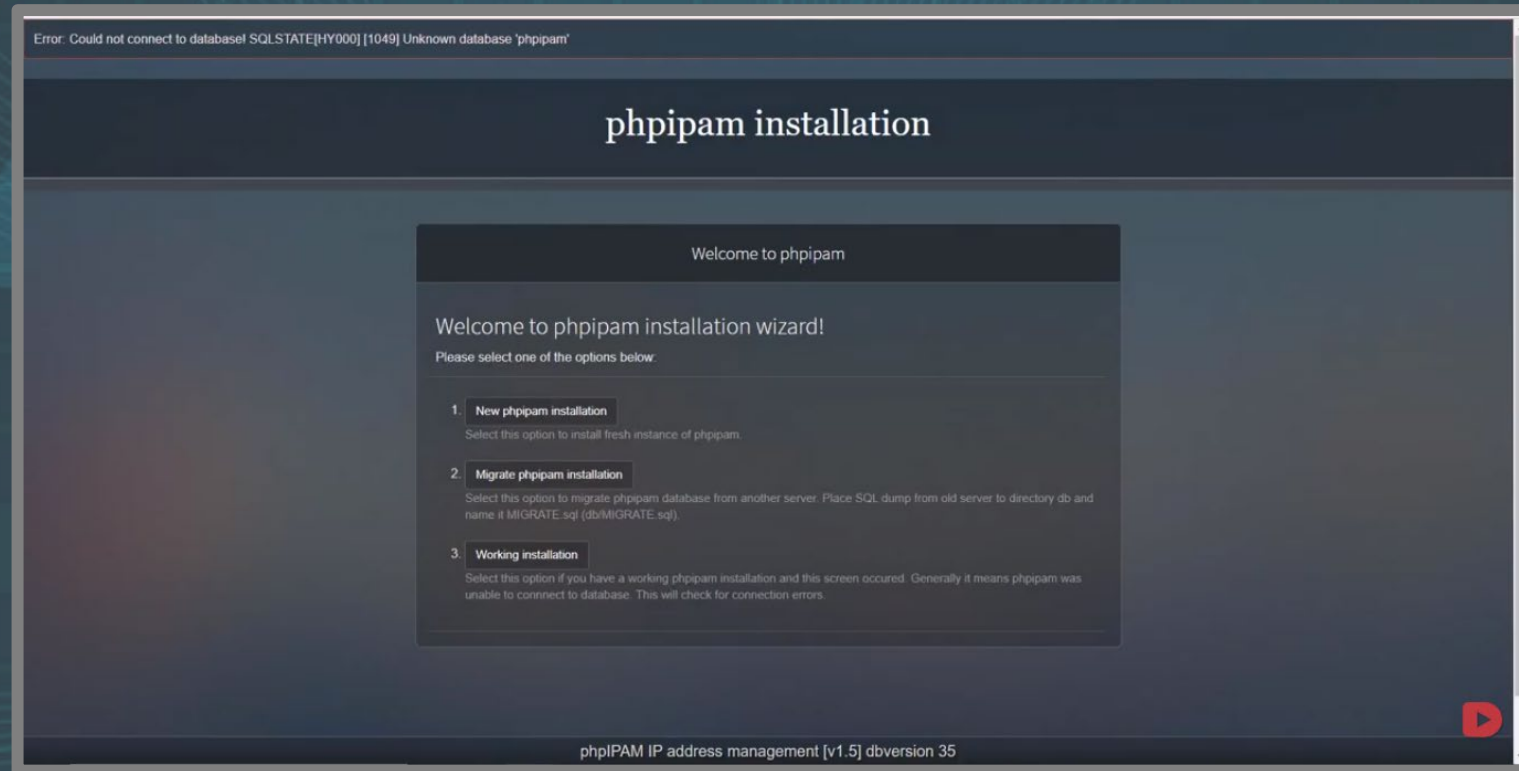 Error: Could not connect to database! SQLSTATE[HY000] [1049] Unknown database 'phpipam'
phpipam installation
Welcome to phpipam
Welcome to phpipam installation wizard!
Please select one of the options below:
1. New phpipam installation
Select this option to install fresh instance of phpipam.
2. Migrate phpipam installation
Select this option to migrate phpipam database from another server. Place SQL dump from old server to directory db and
name it MIGRATE.sql (db/MIGRATE.sql).
3. Working installation
Select this option if you have a working phpipam installation and this screen occured. Generally it means phpipam was
unable to connnect to database. This will check for connection errors.
phpIPAM IP address management [v1.5] dbversion 35